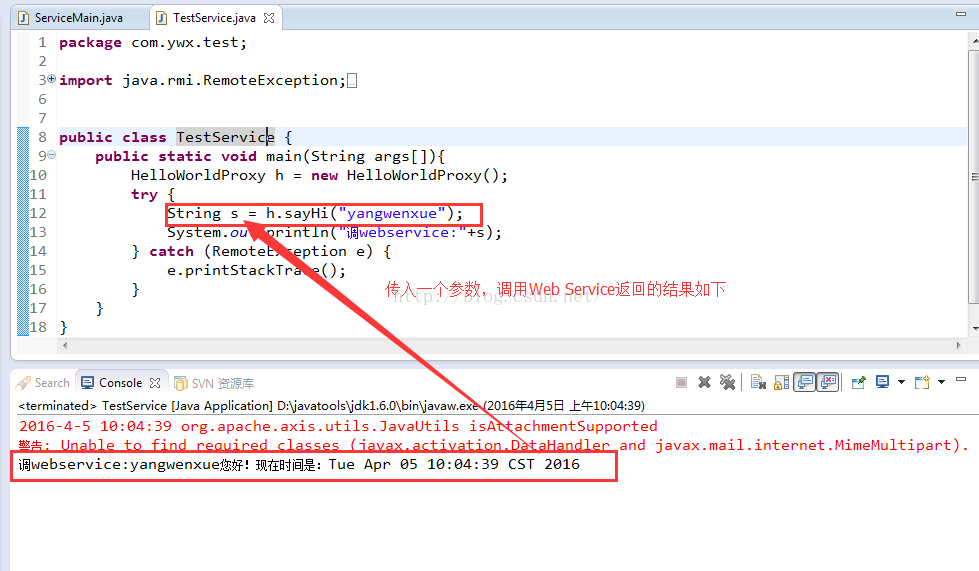 ServiceMain.java TestService.java
1 package com.ywx.test;
2
3 import java.rmi.RemoteException;
6
7
8 public class TestService {
9 public static void main(String args[]){
10 HelloWorldProxy h = new HelloWorldProxy();
11 try {
12 String s = h.sayHi("yangwenxue");
13 System.ou println("调webservice:"+s);
14 } catch (RemoteException e) {
15 e.printStackTrace();
16 }
传入一个参数，调用Web Service返回的结果如下
http://blog.csdn.net/
17 }
18 }
Search Console SVN 资源库
<terminated> TestService [Java Application] D:\javatools\jdk1.6.0\bin\javaw.exe (2016年4月5日 上午10:04:39)
2016-4-5 10:04:39 org.apache.axis.utils.JavaUtils isAttachmentSupported
警告: Unable to find required classes (javax.activation.DataHandler and javax.mail.internet.MimeMultipart).
调webservice:yangwenxue您好！现在时间是：Tue Apr 05 10:04:39 CST 2016